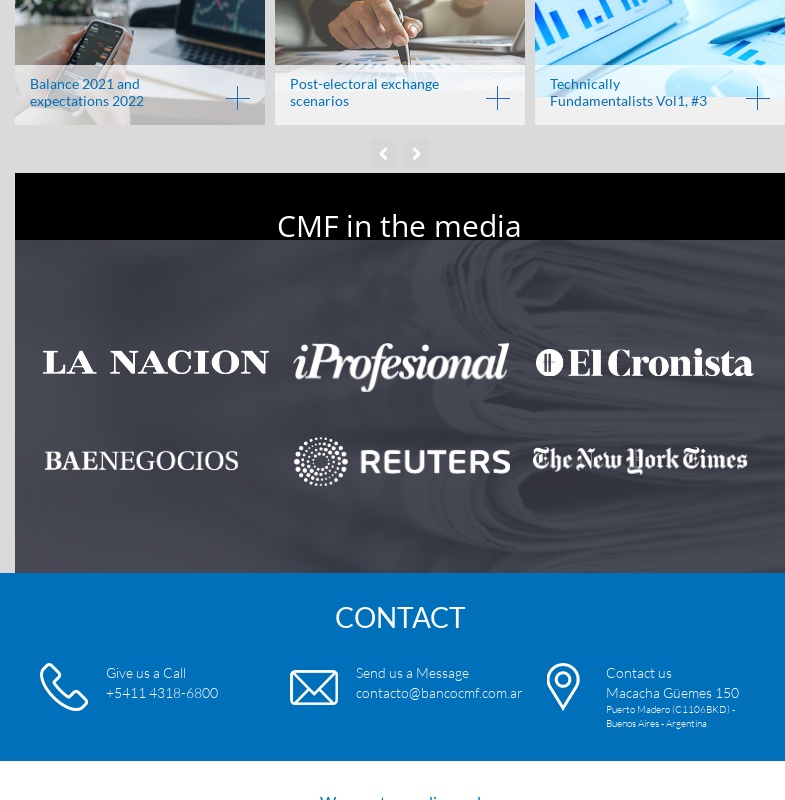 Balance 2021 and
expectations 2022
Post-electoral exchange
scenarios
Technically
Fundamentalists Vol1, #3
CMF in the media
LA NACION
iProfesional
El Cronista
BAENEGOCIOS
REUTERS
The New York Times
CONTACT
Give us a Call
+5411 4318-6800
Send us a Message
contacto@bancocmf.com.ar
Contact us
Macacha Güemes 150
Puerto Madero (C1106BKD) -
Buenos Aires - Argentina